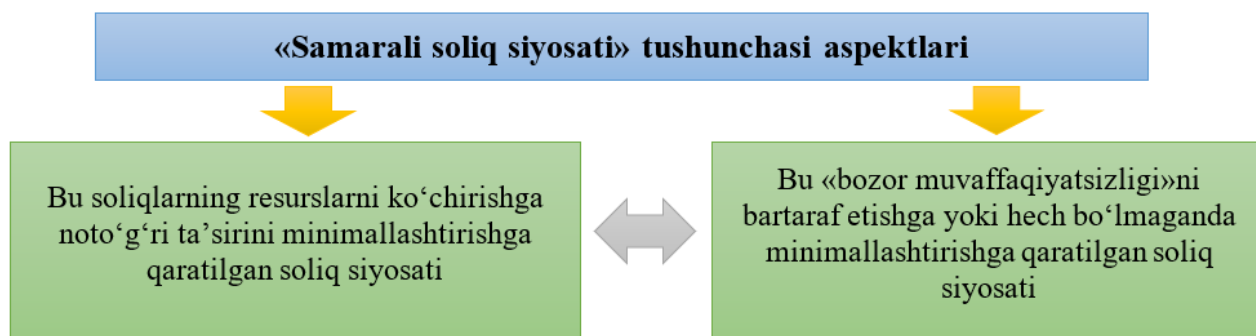 «Samarali soliq siyosati» tushunchasi aspektlari
Bu soliqlarning resurslarni ko‘chirishga
noto‘g‘ri ta’sirini minimallashtirishga
qaratilgan soliq siyosati
Bu «bozor muvaffaqiyatsizligi»ni
bartaraf etishga yoki hech bo‘lmaganda
minimallashtirishga qaratilgan soliq
siyosati